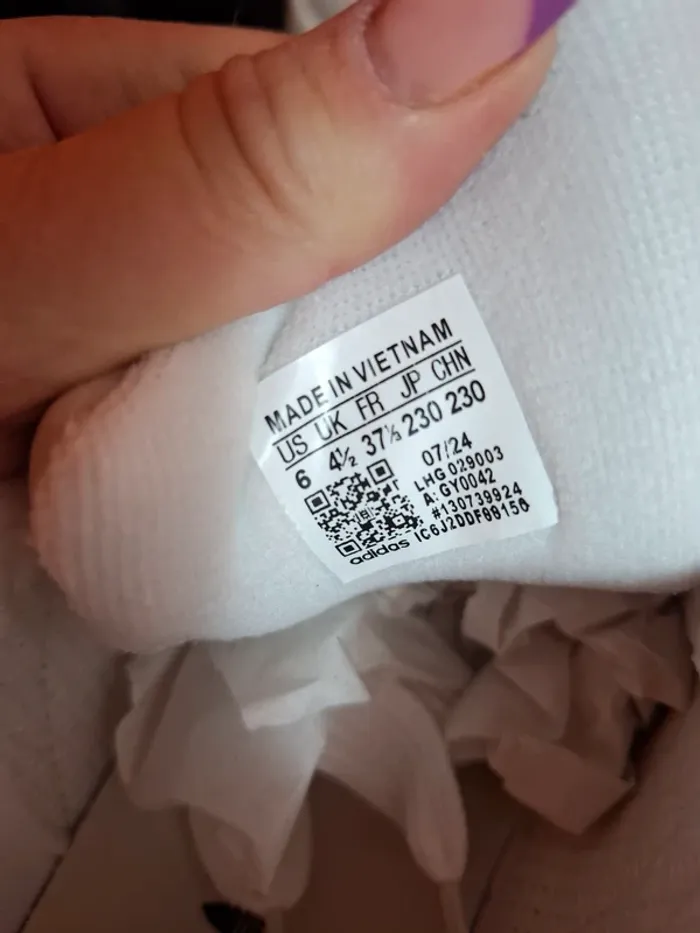 MADE IN VIETNAM
US UK FR JP CHN
6 4½ 37⅓ 230 230
07/24
LHG 029003
A: GY0042
#130739924
adidas